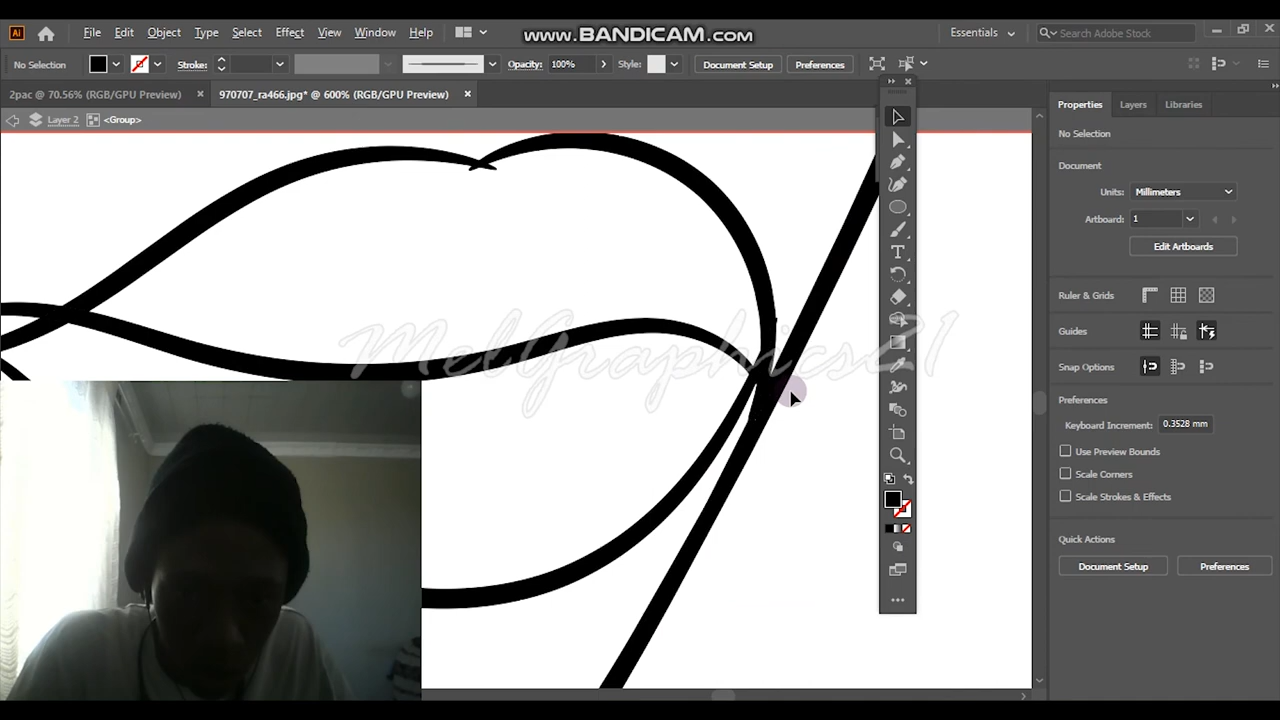 www.BANDICAM.com
Ai File Edit Object Type Select Effect View Window Help Essentials Search Adobe Stock
No Selection Stroke: Opacity: 100% Style: Document Setup Preferences
2pac @ 70.56% (RGB/GPU Preview) × 970707_ra466.jpg* @ 600% (RGB/GPU Preview) ×
Layer 2 <Group>
MelGraphics21
Properties Layers Libraries
No Selection
Document
Units: Millimeters
Artboard: 1
Edit Artboards
Ruler & Grids
Guides
Snap Options
Preferences
Keyboard Increment: 0.3528 mm
Use Preview Bounds
Scale Corners
Scale Strokes & Effects
Quick Actions
Document Setup Preferences